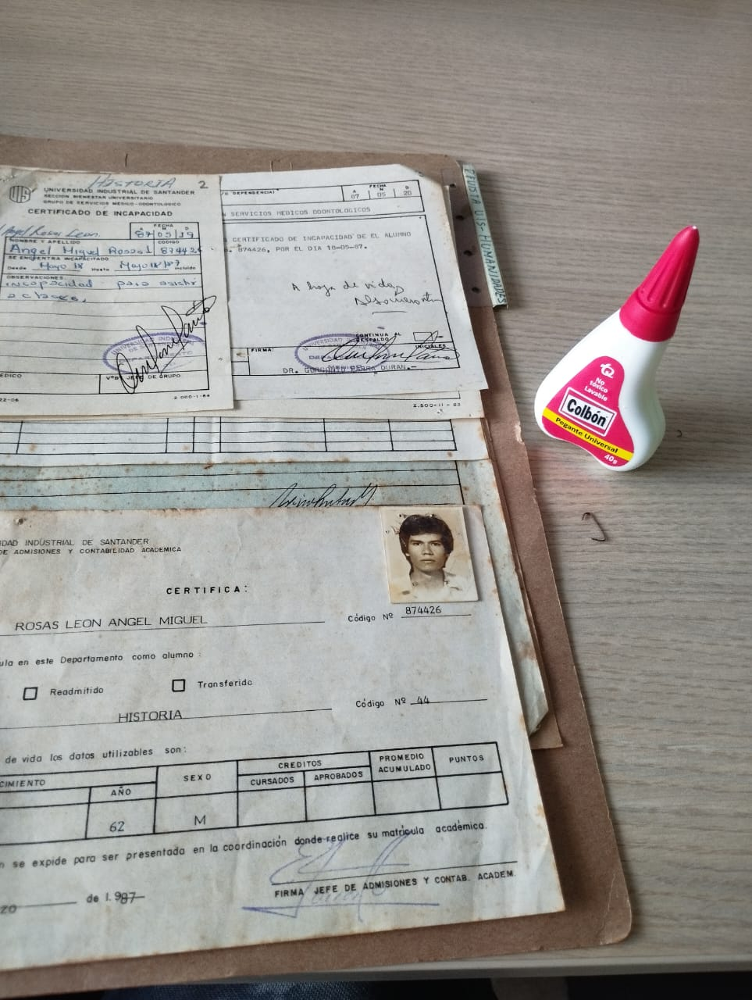 HISTORIA 2
UNIVERSIDAD INDUSTRIAL DE SANTANDER
SECCION BIENESTAR UNIVERSITARIO
GRUPO DE SERVICIOS MEDICO-ODONTOLOGICO
CERTIFICADO DE INCAPACIDAD
FECHA
A M D
Angel Rosas Leon 87 05 19
NOMBRE Y APELLIDO CODIGO
Angel Miguel Rosas L 874426
SE ENCUENTRA INCAPACITADO
Desde Mayo 18 Hasta Mayo 18/87 incluido
OBSERVACIONES:
incapacidad para asistir
a clases.
UNIVERSIDAD INDUS
EDICO VºBº JEFE DE GRUPO
22-06 2 000-1-84
DEPENDENCIA) FECHA
A M D
87 05 20
N SERVICIOS MEDICOS ODONTOLOGICOS
CERTIFICADO DE INCAPACIDAD DE EL ALUMNO
874426, POR EL DIA 18-05-87.
A hoja de vida
CONTINUA AL
RESPALDO
INICIALES
FIRMA:
UNIVERSIDAD
DR. PARRA DURAN.-
2.500-11-83
REVISTA UIS-HUMANIDADES
No
tóxico
Lavable
Colbón
Pegante Universal
40g
IDAD INDUSTRIAL DE SANTANDER
DE ADMISIONES Y CONTABILIDAD ACADEMICA
CERTIFICA:
ROSAS LEON ANGEL MIGUEL Código Nº 874426
ula en este Departamento como alumno :
Readmitido Transferido
HISTORIA Código Nº 44
de vida los datos utilizables son:
CIMIENTO SEXO CREDITOS PROMEDIO ACUMULADO PUNTOS
AÑO CURSADOS APROBADOS
62 M
n se expide para ser presentada en la coordinación donde realice su matrícula académica.
FIRMA JEFE DE ADMISIONES Y CONTAB. ACADEM.
ZO de 1.987